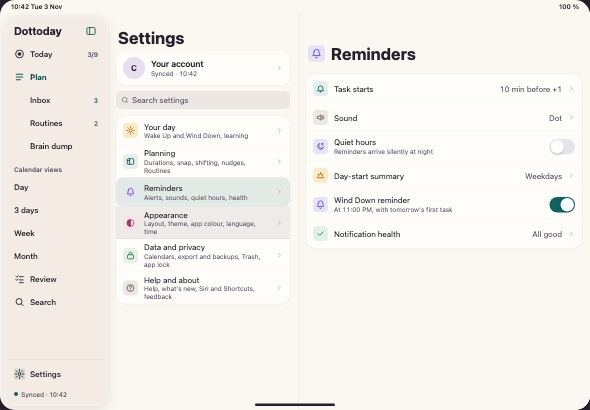 10:42 Tue 3 Nov
100 %
Dottoday
Today 3/9
Plan
Inbox 3
Routines 2
Brain dump
Calendar views
Day
3 days
Week
Month
Review
Search
Settings
Synced · 10:42
Settings
C
Your account
Synced · 10:42
Search settings
Your day
Wake Up and Wind Down, learning
Planning
Durations, snap, shifting, nudges,
Routines
Reminders
Alerts, sounds, quiet hours, health
Appearance
Layout, theme, app colour, language,
time
Data and privacy
Calendars, export and backups, Trash,
app lock
Help and about
Help, what's new, Siri and Shortcuts,
feedback
Reminders
Task starts 10 min before +1
Sound Dot
Quiet hours
Reminders arrive silently at night
Day-start summary Weekdays
Wind Down reminder
At 11:00 PM, with tomorrow's first task
Notification health All good